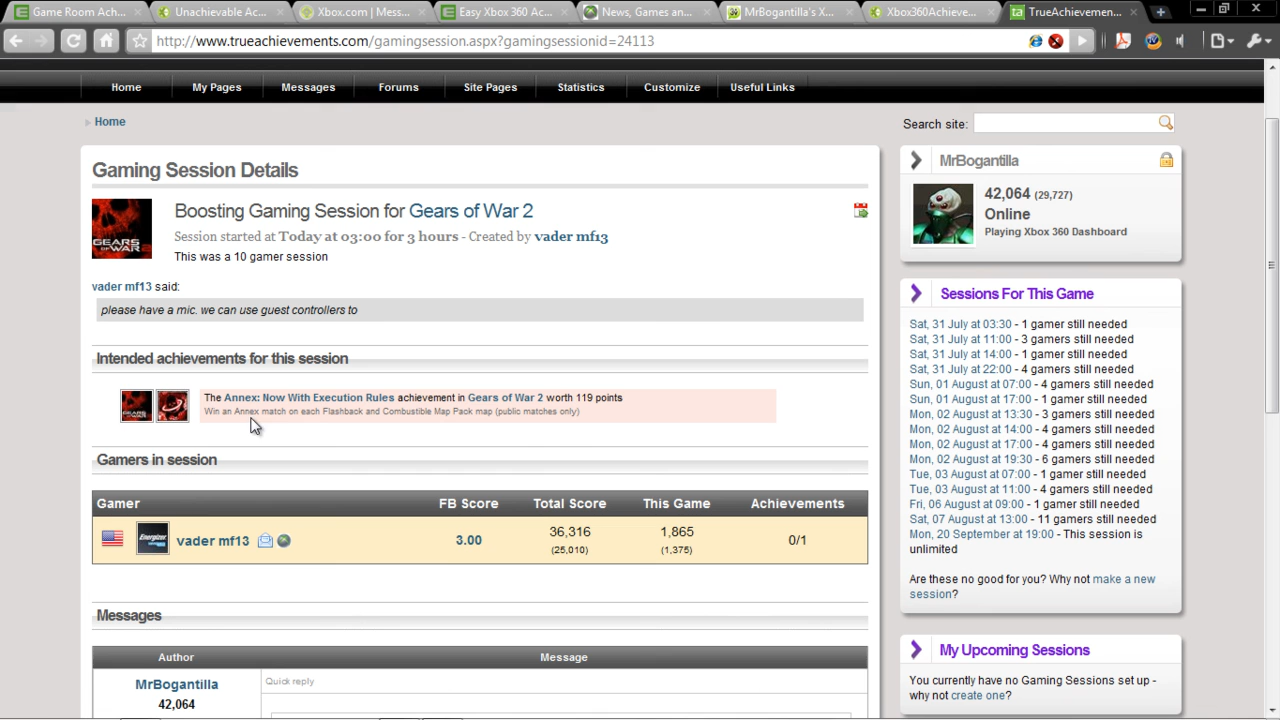 Game Room Ach
Unachievable Ac
Xbox.com | Mess
Easy Xbox 360 Ac
News, Games an
MrBogantilla's X
Xbox360Achieve
TrueAchievemen
http://www.trueachievements.com/gamingsession.aspx?gamingsessionid=24113
Home My Pages Messages Forums Site Pages Statistics Customize Useful Links
Home
Search site:
Gaming Session Details
Boosting Gaming Session for Gears of War 2
Session started at Today at 03:00 for 3 hours - Created by vader mf13
This was a 10 gamer session
vader mf13 said:
please have a mic. we can use guest controllers to
Intended achievements for this session
The Annex: Now With Execution Rules achievement in Gears of War 2 worth 119 points
Win an Annex match on each Flashback and Combustible Map Pack map (public matches only)
Gamers in session
Gamer FB Score Total Score This Game Achievements
vader mf13 3.00 36,316 1,865 0/1
(25,010) (1,375)
Messages
Author Message
MrBogantilla
42,064
Quick reply
MrBogantilla
42,064 (29,727)
Online
Playing Xbox 360 Dashboard
Sessions For This Game
Sat, 31 July at 03:30 - 1 gamer still needed
Sat, 31 July at 11:00 - 3 gamers still needed
Sat, 31 July at 14:00 - 1 gamer still needed
Sat, 31 July at 22:00 - 4 gamers still needed
Sun, 01 August at 07:00 - 4 gamers still needed
Sun, 01 August at 17:00 - 1 gamer still needed
Mon, 02 August at 13:30 - 3 gamers still needed
Mon, 02 August at 14:00 - 4 gamers still needed
Mon, 02 August at 17:00 - 4 gamers still needed
Mon, 02 August at 19:30 - 6 gamers still needed
Tue, 03 August at 07:00 - 1 gamer still needed
Tue, 03 August at 11:00 - 4 gamers still needed
Fri, 06 August at 09:00 - 1 gamer still needed
Sat, 07 August at 13:00 - 11 gamers still needed
Mon, 20 September at 19:00 - This session is
unlimited
Are these no good for you? Why not make a new
session?
My Upcoming Sessions
You currently have no Gaming Sessions set up -
why not create one?